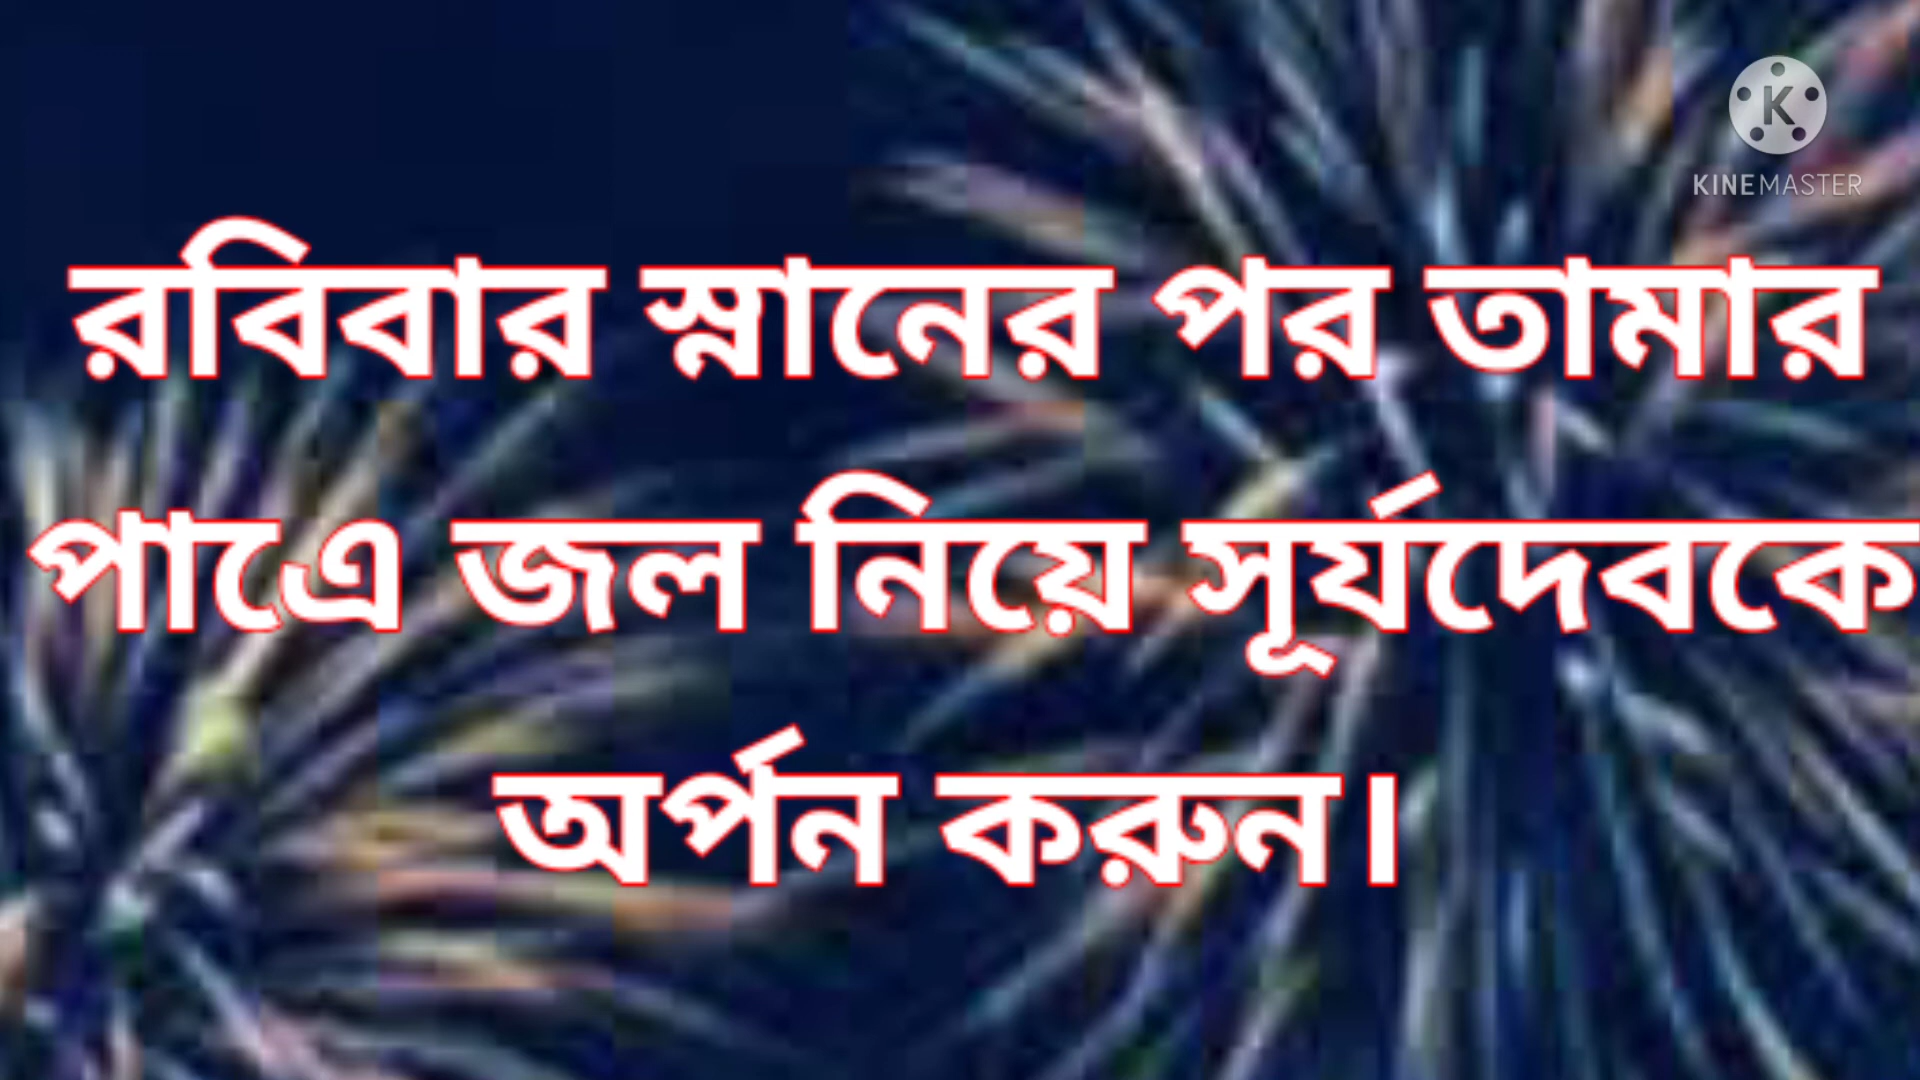 KINEMASTER
রবিবার স্নানের পর তামার
পাএে জল নিয়ে সূর্যদেবকে
অর্পন করুন।